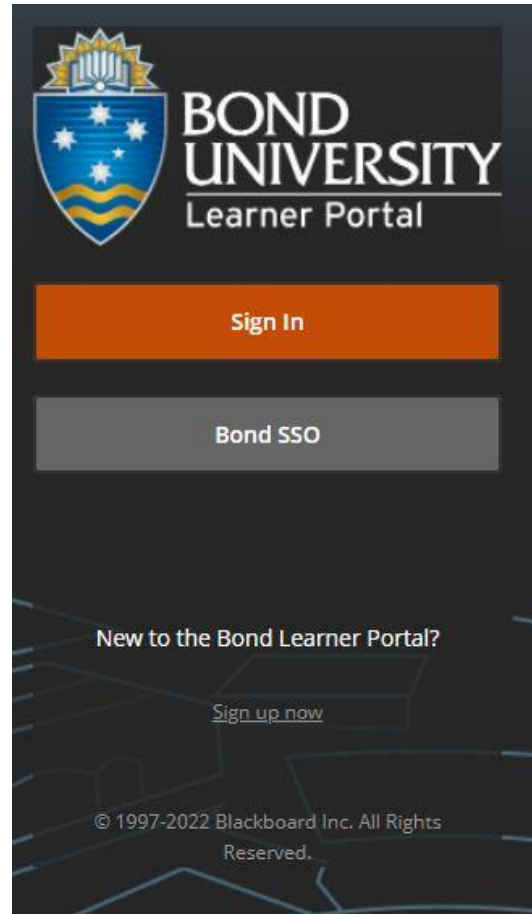 BOND
UNIVERSITY
Learner Portal
Sign In
Bond SSO
New to the Bond Learner Portal?
Sign up now
© 1997-2022 Blackboard Inc. All Rights
Reserved.